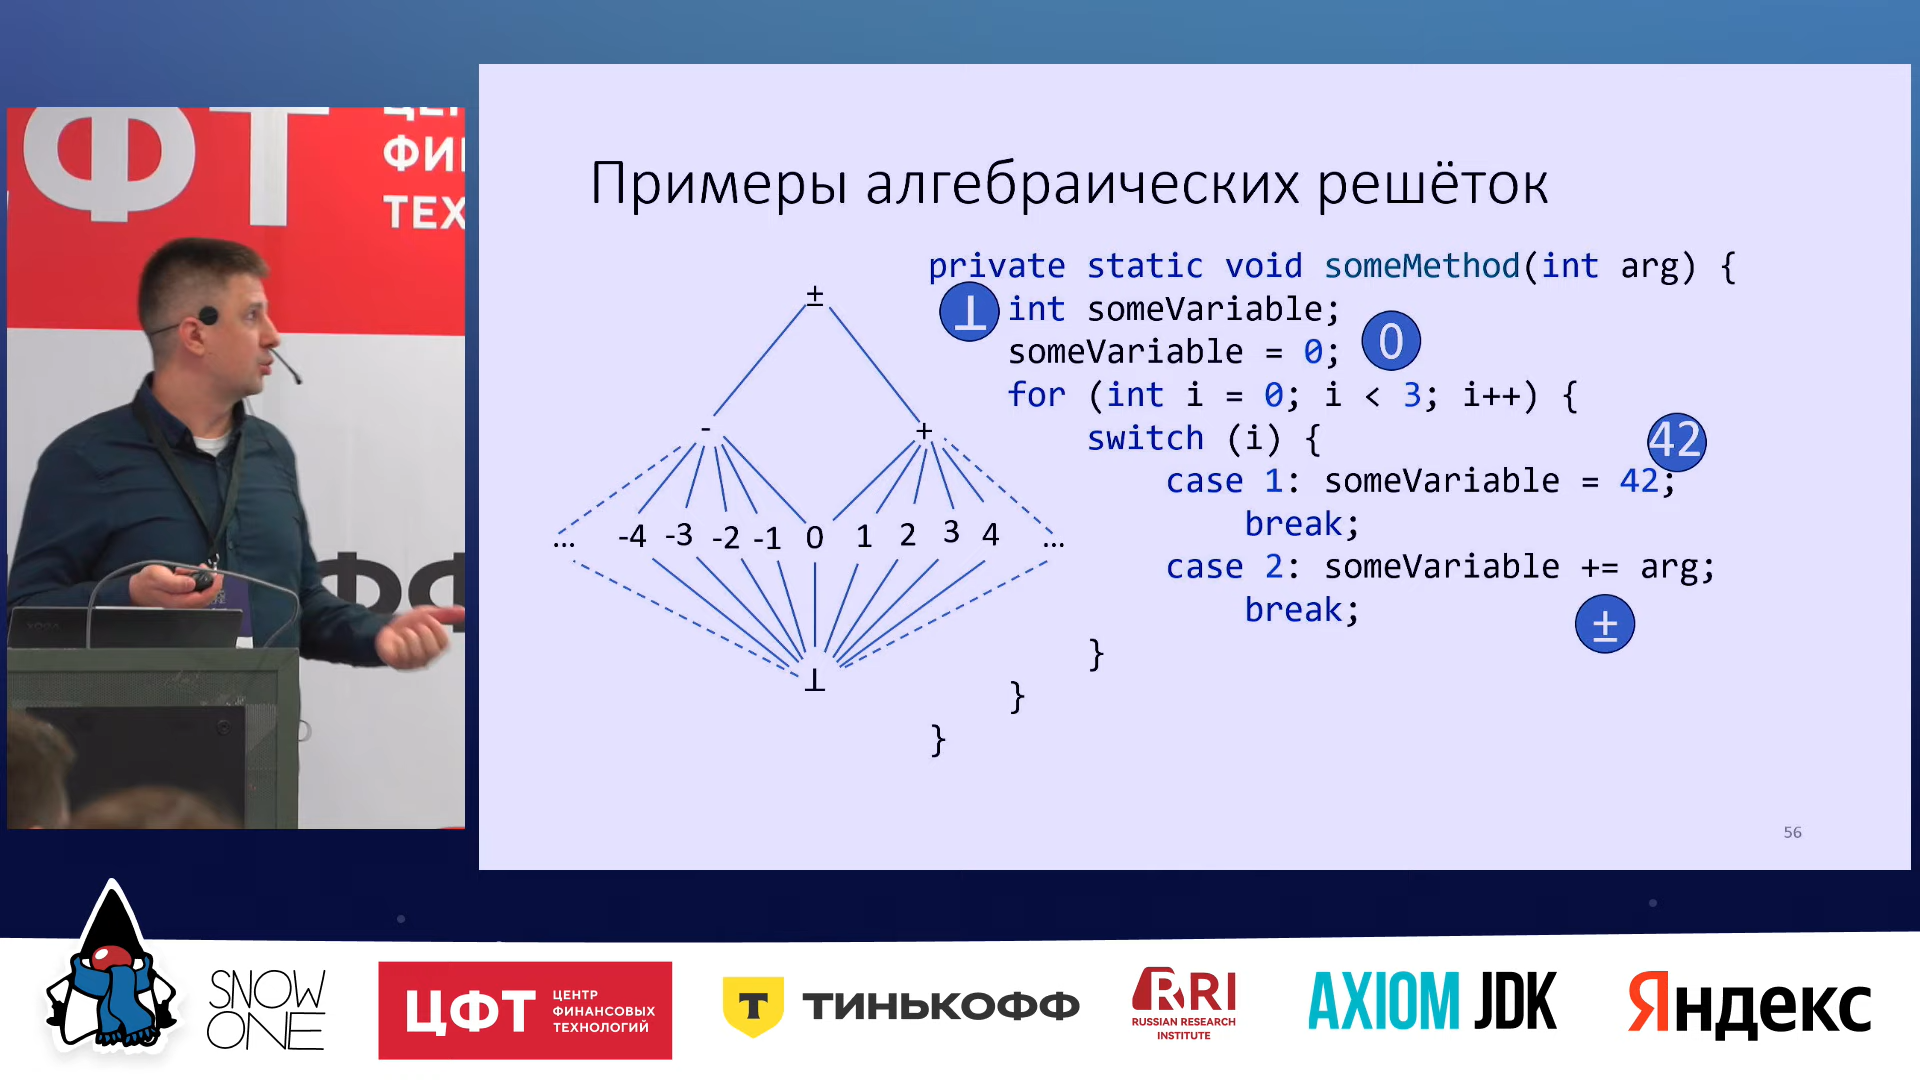 ФТ
ЦЕН
ФИ
ТЕХ
ФФ
YOGA
Примеры алгебраических решёток
±
- +
... -4 -3 -2 -1 0 1 2 3 4 ...
⊥
private static void someMethod(int arg) {
⊥ int someVariable;
someVariable = 0; 0
for (int i = 0; i < 3; i++) {
switch (i) { 42
case 1: someVariable = 42;
break;
case 2: someVariable += arg;
break; ±
}
}
}
56
SNOW
ONE
ЦФТ
ЦЕНТР
ФИНАНСОВЫХ
ТЕХНОЛОГИЙ
Т ТИНЬКОФФ
RRI
RUSSIAN RESEARCH
INSTITUTE
AXIOM JDK
Яндекс